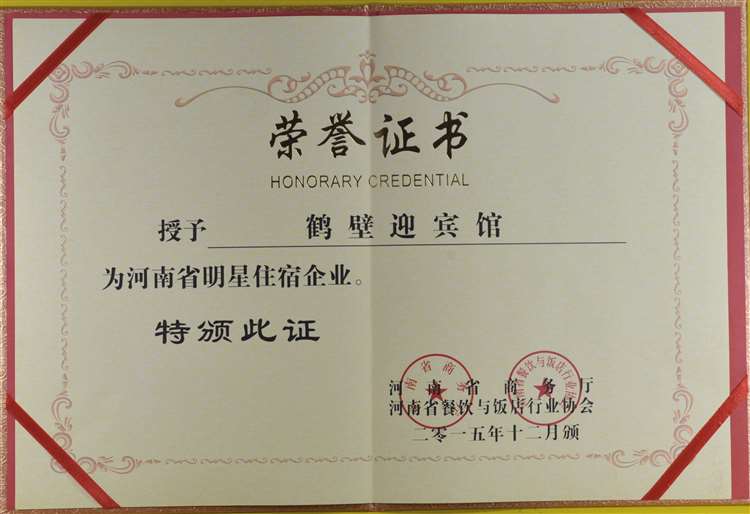 荣誉证书
HONORARY CREDENTIAL
授予 鹤壁迎宾馆
为河南省明星住宿企业。
特颁此证
河南省商务厅
河南省餐饮与饭店行业协会
二零一五年十二月颁